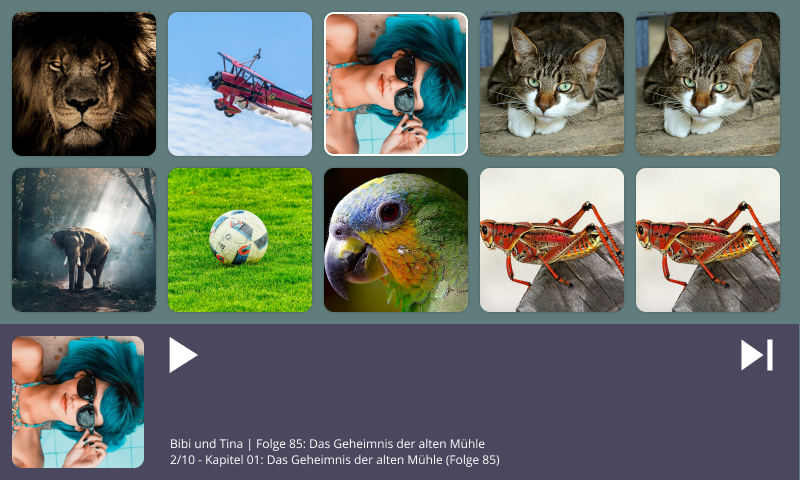 Bibi und Tina | Folge 85: Das Geheimnis der alten Mühle
2/10 - Kapitel 01: Das Geheimnis der alten Mühle (Folge 85)